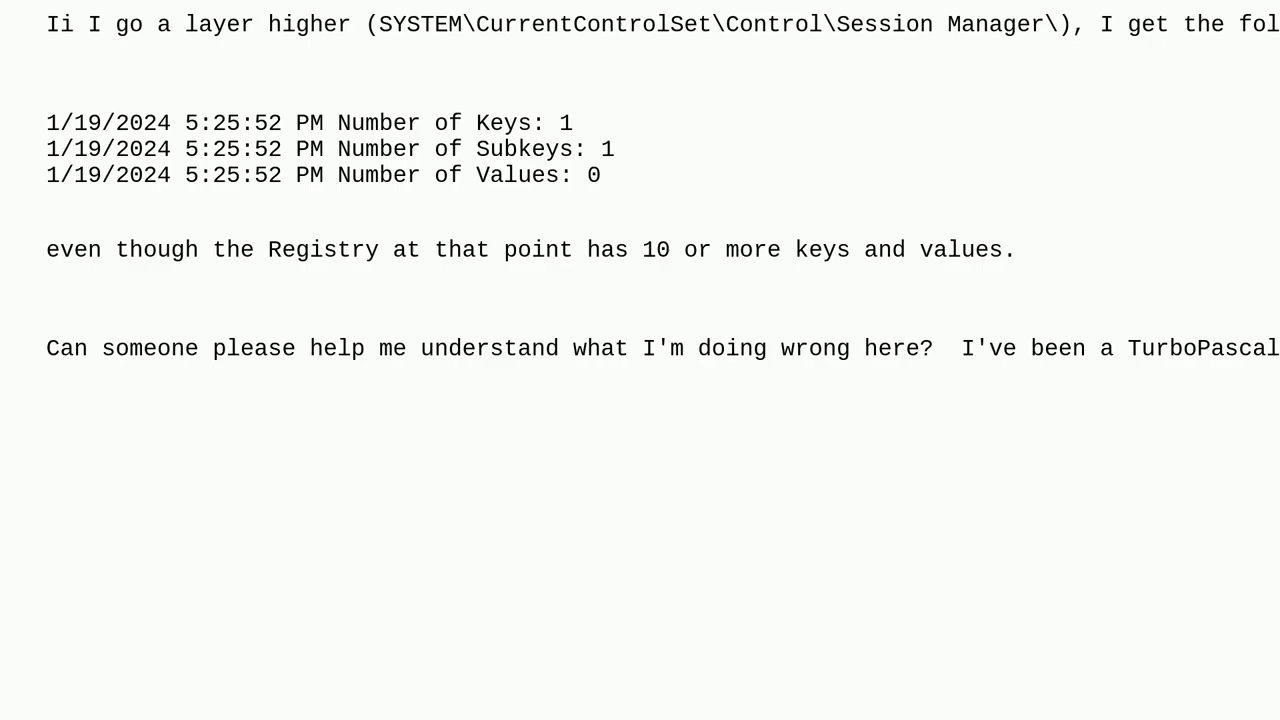 Ii I go a layer higher (SYSTEM\CurrentControlSet\Control\Session Manager\), I get the fol
1/19/2024 5:25:52 PM Number of Keys: 1
1/19/2024 5:25:52 PM Number of Subkeys: 1
1/19/2024 5:25:52 PM Number of Values: 0
even though the Registry at that point has 10 or more keys and values.
Can someone please help me understand what I'm doing wrong here?  I've been a TurboPascal